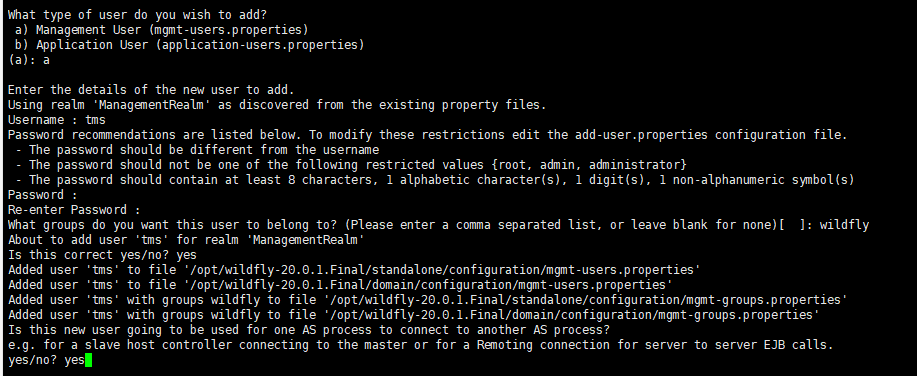 What type of user do you wish to add?
a) Management User (mgmt-users.properties)
b) Application User (application-users.properties)
(a): a
Enter the details of the new user to add.
Using realm 'ManagementRealm' as discovered from the existing property files.
Username : tms
Password recommendations are listed below. To modify these restrictions edit the add-user.properties configuration file.
- The password should be different from the username
- The password should not be one of the following restricted values {root, admin, administrator}
- The password should contain at least 8 characters, 1 alphabetic character(s), 1 digit(s), 1 non-alphanumeric symbol(s)
Password :
Re-enter Password :
What groups do you want this user to belong to? (Please enter a comma separated list, or leave blank for none)[  ]: wildfly
About to add user 'tms' for realm 'ManagementRealm'
Is this correct yes/no? yes
Added user 'tms' to file '/opt/wildfly-20.0.1.Final/standalone/configuration/mgmt-users.properties'
Added user 'tms' to file '/opt/wildfly-20.0.1.Final/domain/configuration/mgmt-users.properties'
Added user 'tms' with groups wildfly to file '/opt/wildfly-20.0.1.Final/standalone/configuration/mgmt-groups.properties'
Added user 'tms' with groups wildfly to file '/opt/wildfly-20.0.1.Final/domain/configuration/mgmt-groups.properties'
Is this new user going to be used for one AS process to connect to another AS process?
e.g. for a slave host controller connecting to the master or for a Remoting connection for server to server EJB calls.
yes/no? yes